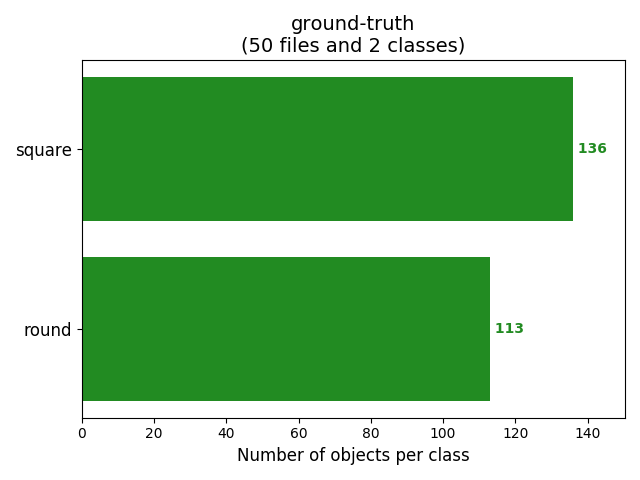 ground-truth
(50 files and 2 classes)
square
136
round
113
0 20 40 60 80 100 120 140
Number of objects per class